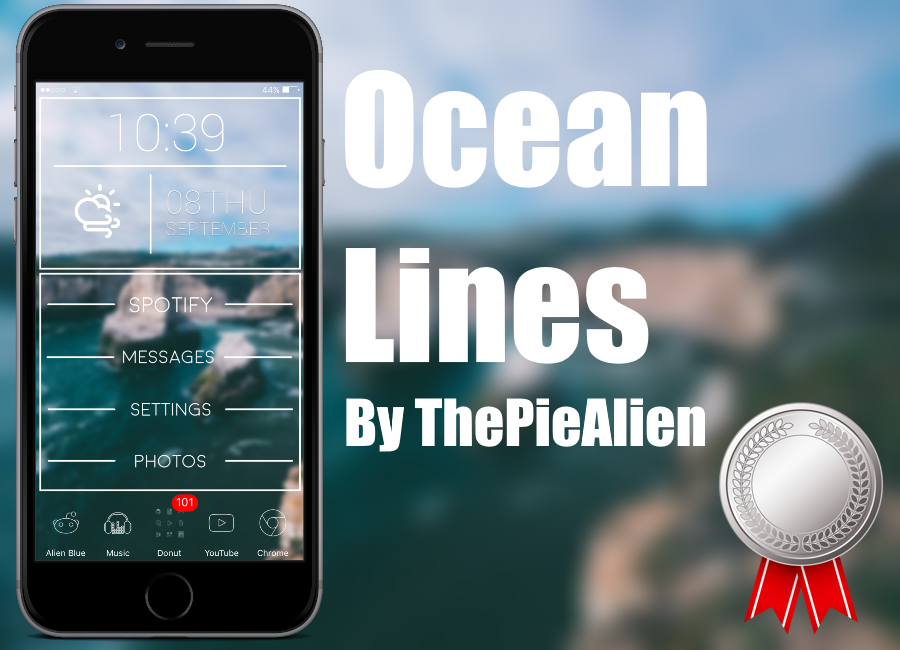 44%
10:39
08THU
SEPTEMBER
SPOTIFY
MESSAGES
SETTINGS
PHOTOS
101
Alien Blue Music Donut YouTube Chrome
Ocean
Lines
By ThePieAlien